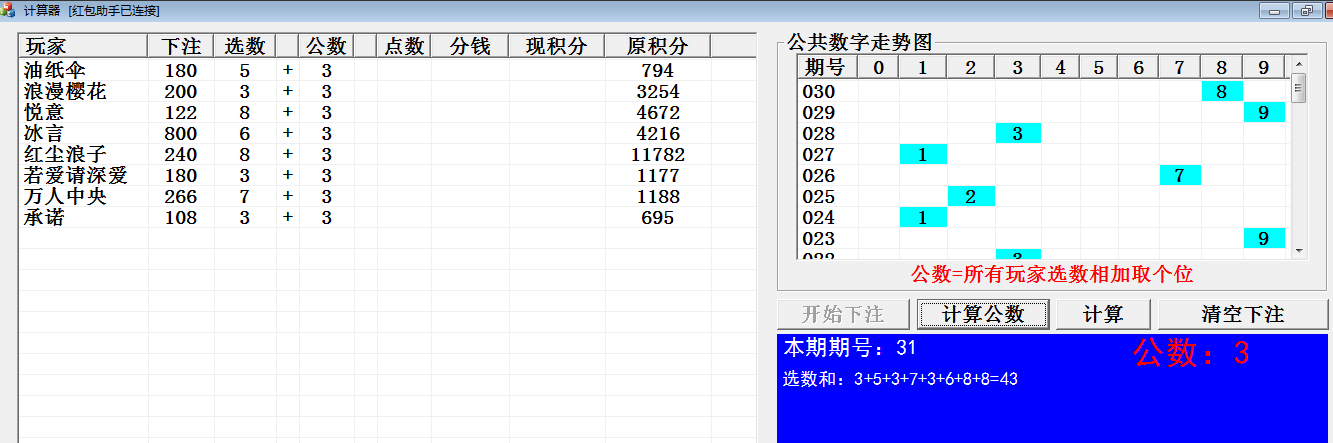 计算器 [红包助手已连接]
玩家 下注 选数 公数 点数 分钱 现积分 原积分
油纸伞 180 5 + 3 794
浪漫樱花 200 3 + 3 3254
悦意 122 8 + 3 4672
冰言 800 6 + 3 4216
红尘浪子 240 8 + 3 11782
若爱请深爱 180 3 + 3 1177
万人中央 266 7 + 3 1188
承诺 108 3 + 3 695
公共数字走势图
期号 0 1 2 3 4 5 6 7 8 9
030 8
029 9
028 3
027 1
026 7
025 2
024 1
023 9
公数=所有玩家选数相加取个位
开始下注 计算公数 计算 清空下注
本期期号：31 公数：3
选数和：3+5+3+7+3+6+8+8=43